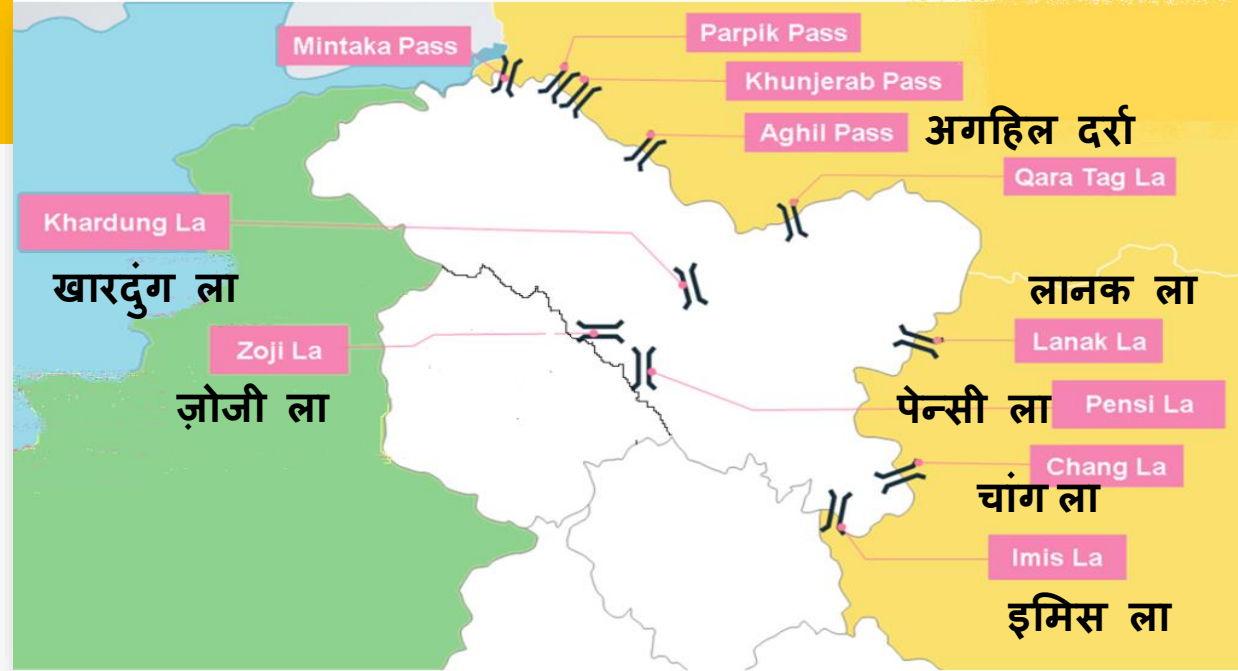 Mintaka Pass
Parpik Pass
Khunjerab Pass
Aghil Pass
अगहिल दर्रा
Qara Tag La
Khardung La
खारदुंग ला
लानक ला
Zoji La
Lanak La
ज़ोजी ला
पेन्सी ला
Pensi La
Chang La
चांग ला
Imis La
इमिस ला